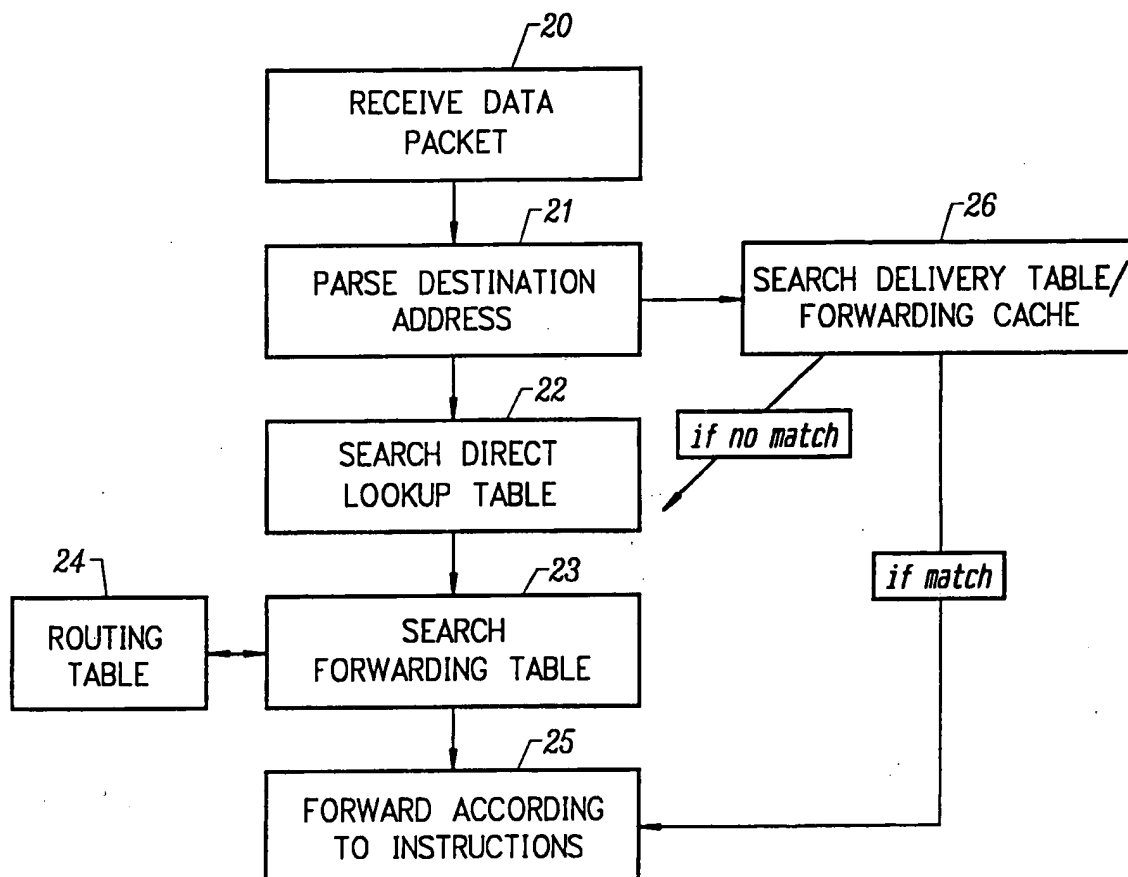 20
RECEIVE DATA
PACKET
21
PARSE DESTINATION
ADDRESS
26
SEARCH DELIVERY TABLE/
FORWARDING CACHE
22
SEARCH DIRECT
LOOKUP TABLE
if no match
if match
24
ROUTING
TABLE
23
SEARCH
FORWARDING TABLE
25
FORWARD ACCORDING
TO INSTRUCTIONS